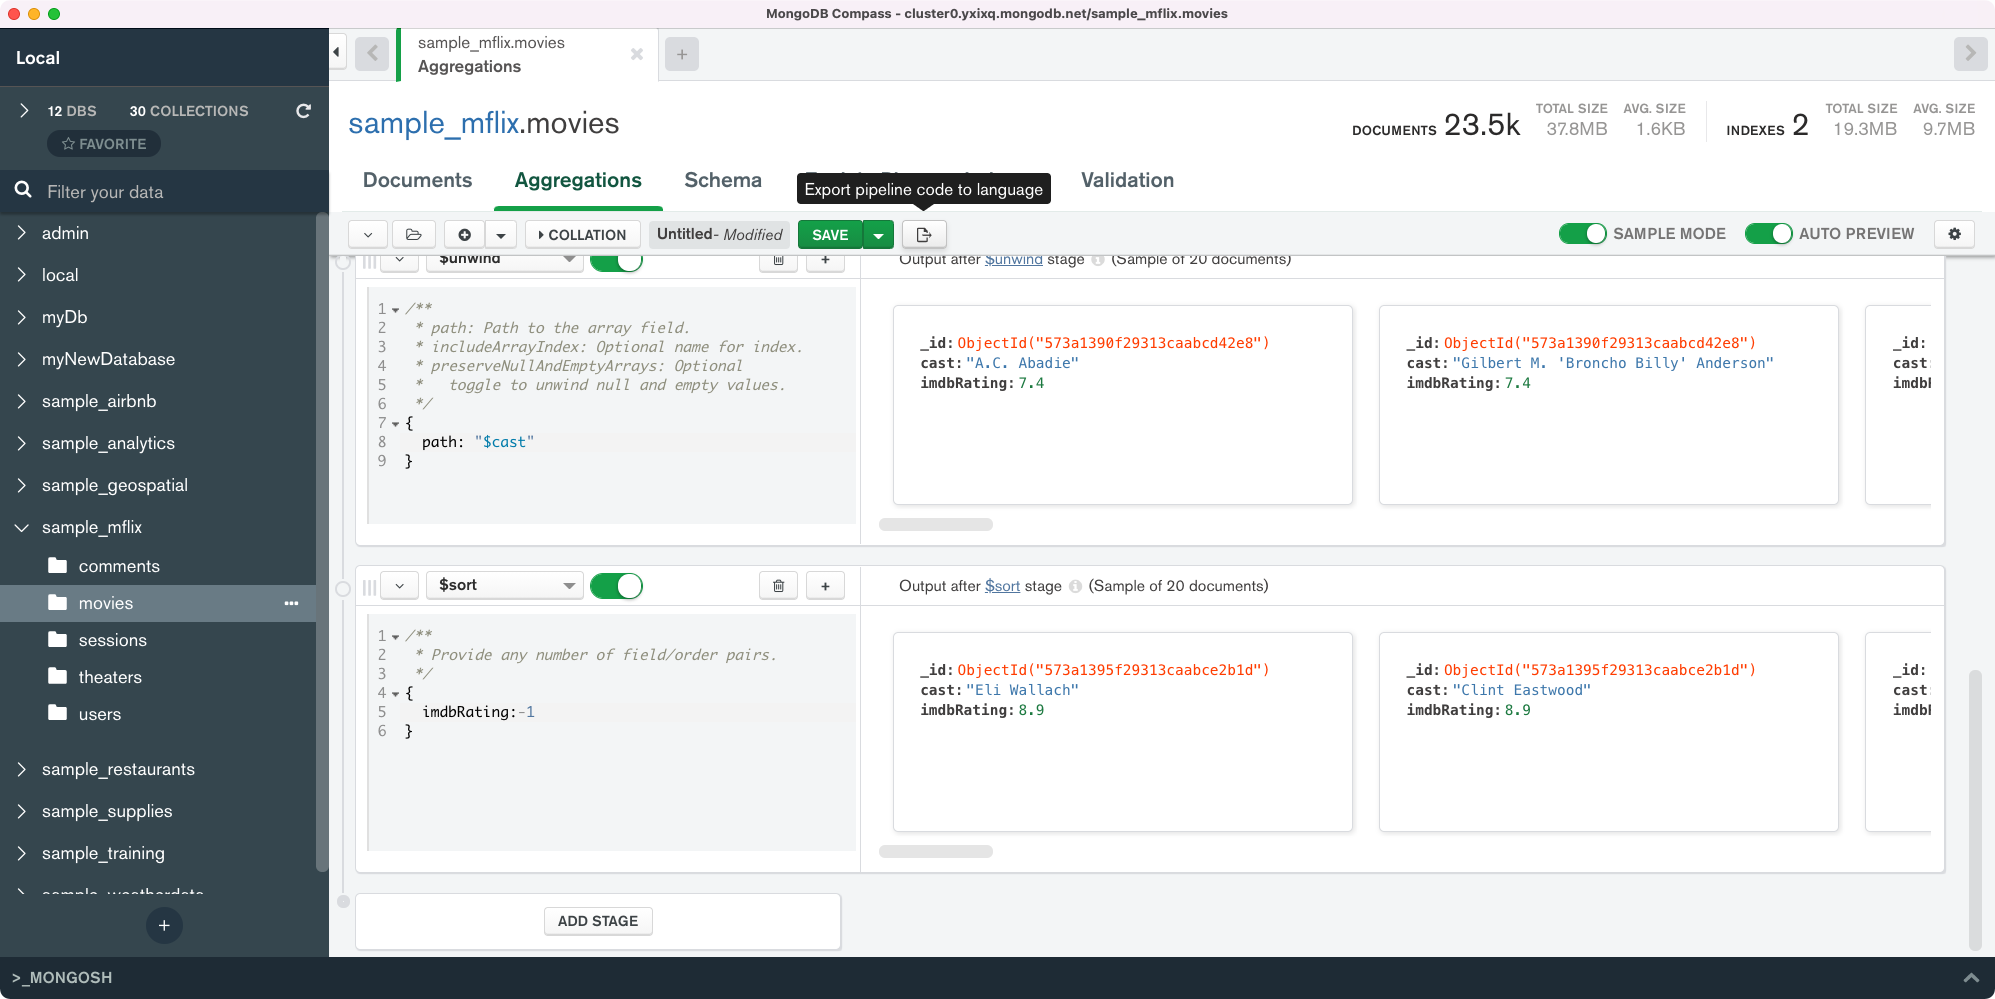 MongoDB Compass - cluster0.yxixq.mongodb.net/sample_mflix.movies
Local
12 DBS 30 COLLECTIONS
FAVORITE
Filter your data
admin
local
myDb
myNewDatabase
sample_airbnb
sample_analytics
sample_geospatial
sample_mflix
comments
movies
sessions
theaters
users
sample_restaurants
sample_supplies
sample_training
sample_mflix.movies
Aggregations
sample_mflix.movies
DOCUMENTS 23.5k TOTAL SIZE 37.8MB AVG. SIZE 1.6KB INDEXES 2 TOTAL SIZE 19.3MB AVG. SIZE 9.7MB
Documents Aggregations Schema Validation
Export pipeline code to language
COLLATION Untitled- Modified SAVE SAMPLE MODE AUTO PREVIEW
$unwind
Output after $unwind stage (Sample of 20 documents)
1 /**
2 * path: Path to the array field.
3 * includeArrayIndex: Optional name for index.
4 * preserveNullAndEmptyArrays: Optional
5 * toggle to unwind null and empty values.
6 */
7 {
8 path: "$cast"
9 }
_id: ObjectId("573a1390f29313caabcd42e8")
cast: "A.C. Abadie"
imdbRating: 7.4
_id: ObjectId("573a1390f29313caabcd42e8")
cast: "Gilbert M. 'Broncho Billy' Anderson"
imdbRating: 7.4
_id:
cast:
$sort
Output after $sort stage (Sample of 20 documents)
1 /**
2 * Provide any number of field/order pairs.
3 */
4 {
5 imdbRating:-1
6 }
_id: ObjectId("573a1395f29313caabce2b1d")
cast: "Eli Wallach"
imdbRating: 8.9
_id: ObjectId("573a1395f29313caabce2b1d")
cast: "Clint Eastwood"
imdbRating: 8.9
_id:
cast:
ADD STAGE
>_MONGOSH